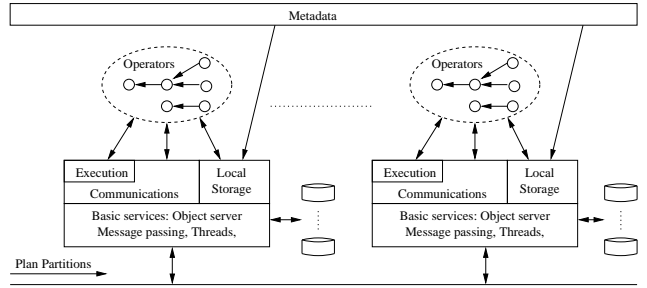 Metadata
Operators
Operators
Execution
Communications
Local
Storage
Basic services: Object server
Message passing, Threads,
Execution
Communications
Local
Storage
Basic services: Object server
Message passing, Threads,
Plan Partitions